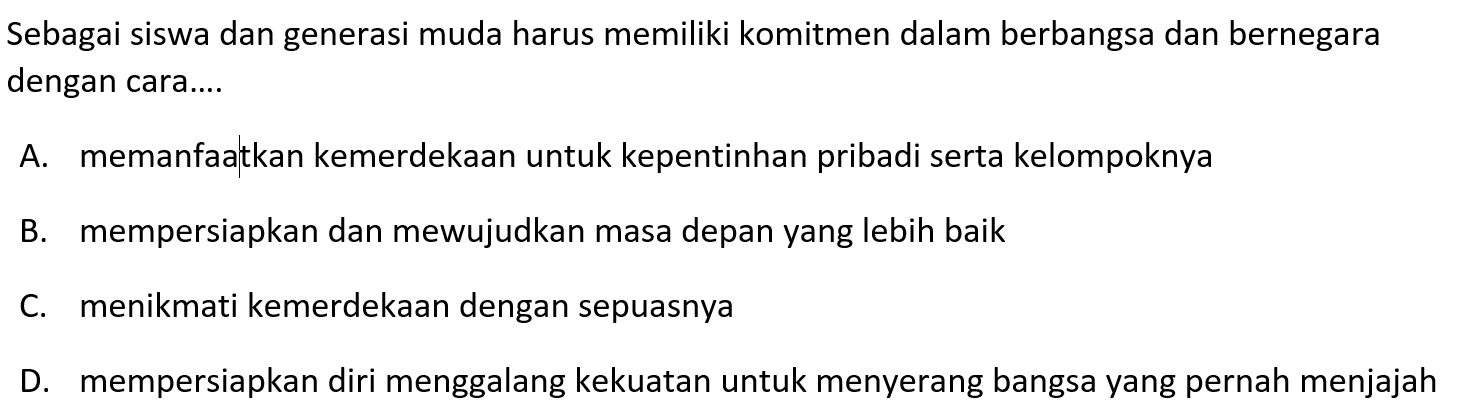 Sebagai siswa dan generasi muda harus memiliki komitmen dalam berbangsa dan bernegara
dengan cara....
A. memanfaatkan kemerdekaan untuk kepentinhan pribadi serta kelompoknya
B. mempersiapkan dan mewujudkan masa depan yang lebih baik
C. menikmati kemerdekaan dengan sepuasnya
D. mempersiapkan diri menggalang kekuatan untuk menyerang bangsa yang pernah menjajah